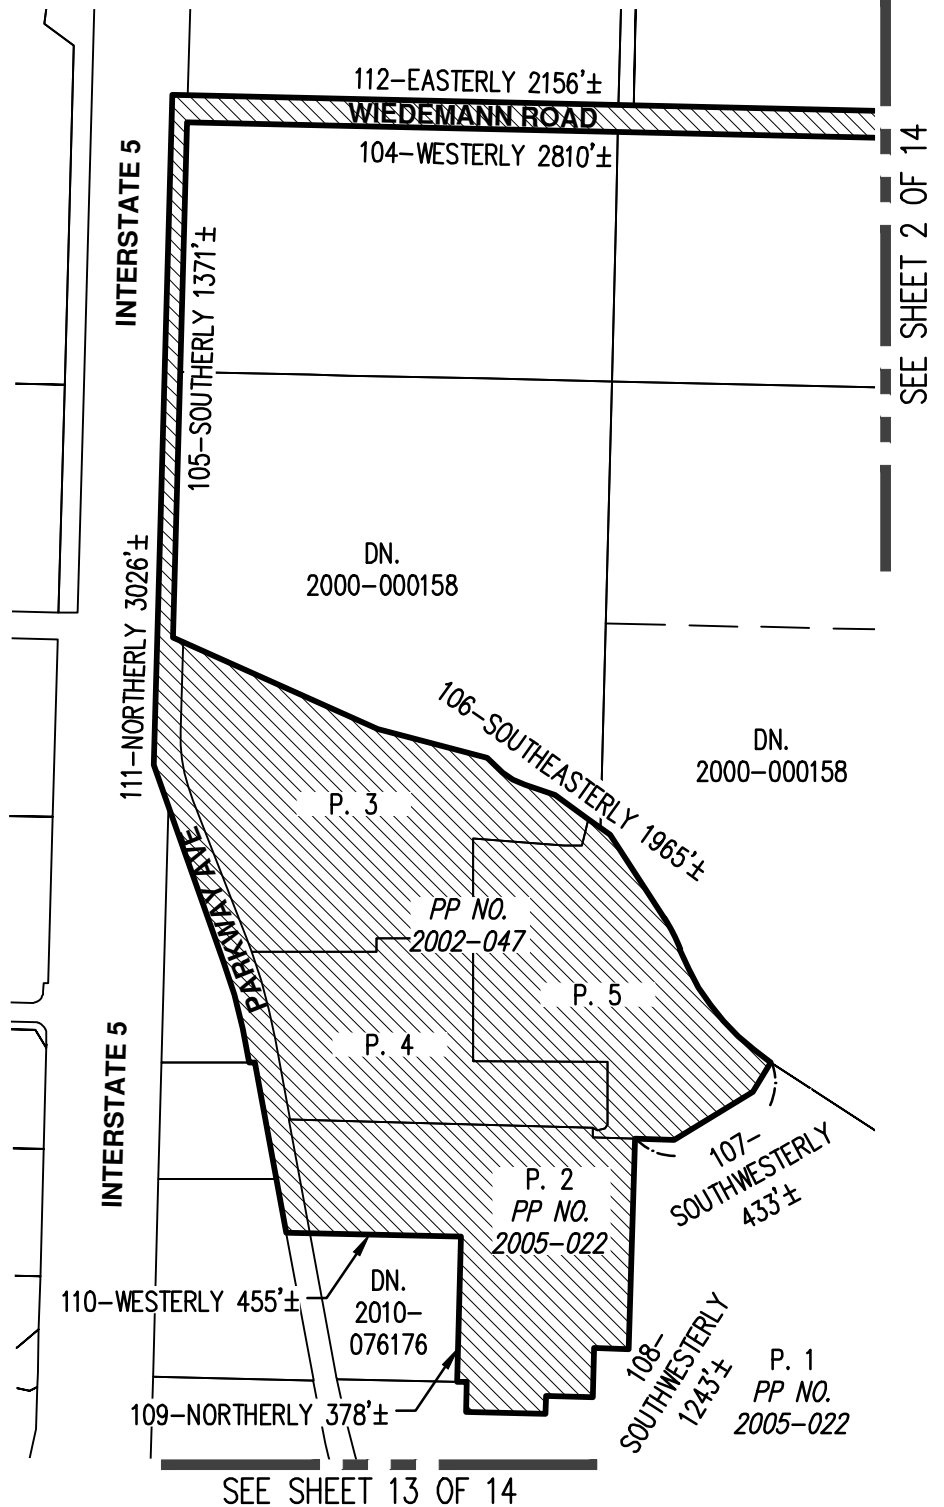 112-EASTERLY 2156'±
WIEDEMANN ROAD
104-WESTERLY 2810'±
INTERSTATE 5
105-SOUTHERLY 1371'±
SEE SHEET 2 OF 14
DN.
2000-000158
111-NORTHERLY 3026'±
106-SOUTHEASTERLY 1965'±
DN.
2000-000158
P. 3
PARKWAY AVE
PP NO.
2002-047
P. 5
P. 4
INTERSTATE 5
107-
SOUTHWESTERLY
433'±
P. 2
PP NO.
2005-022
110-WESTERLY 455'±
DN.
2010-
076176
108-
SOUTHWESTERLY
1243'±
P. 1
PP NO.
2005-022
109-NORTHERLY 378'±
SEE SHEET 13 OF 14